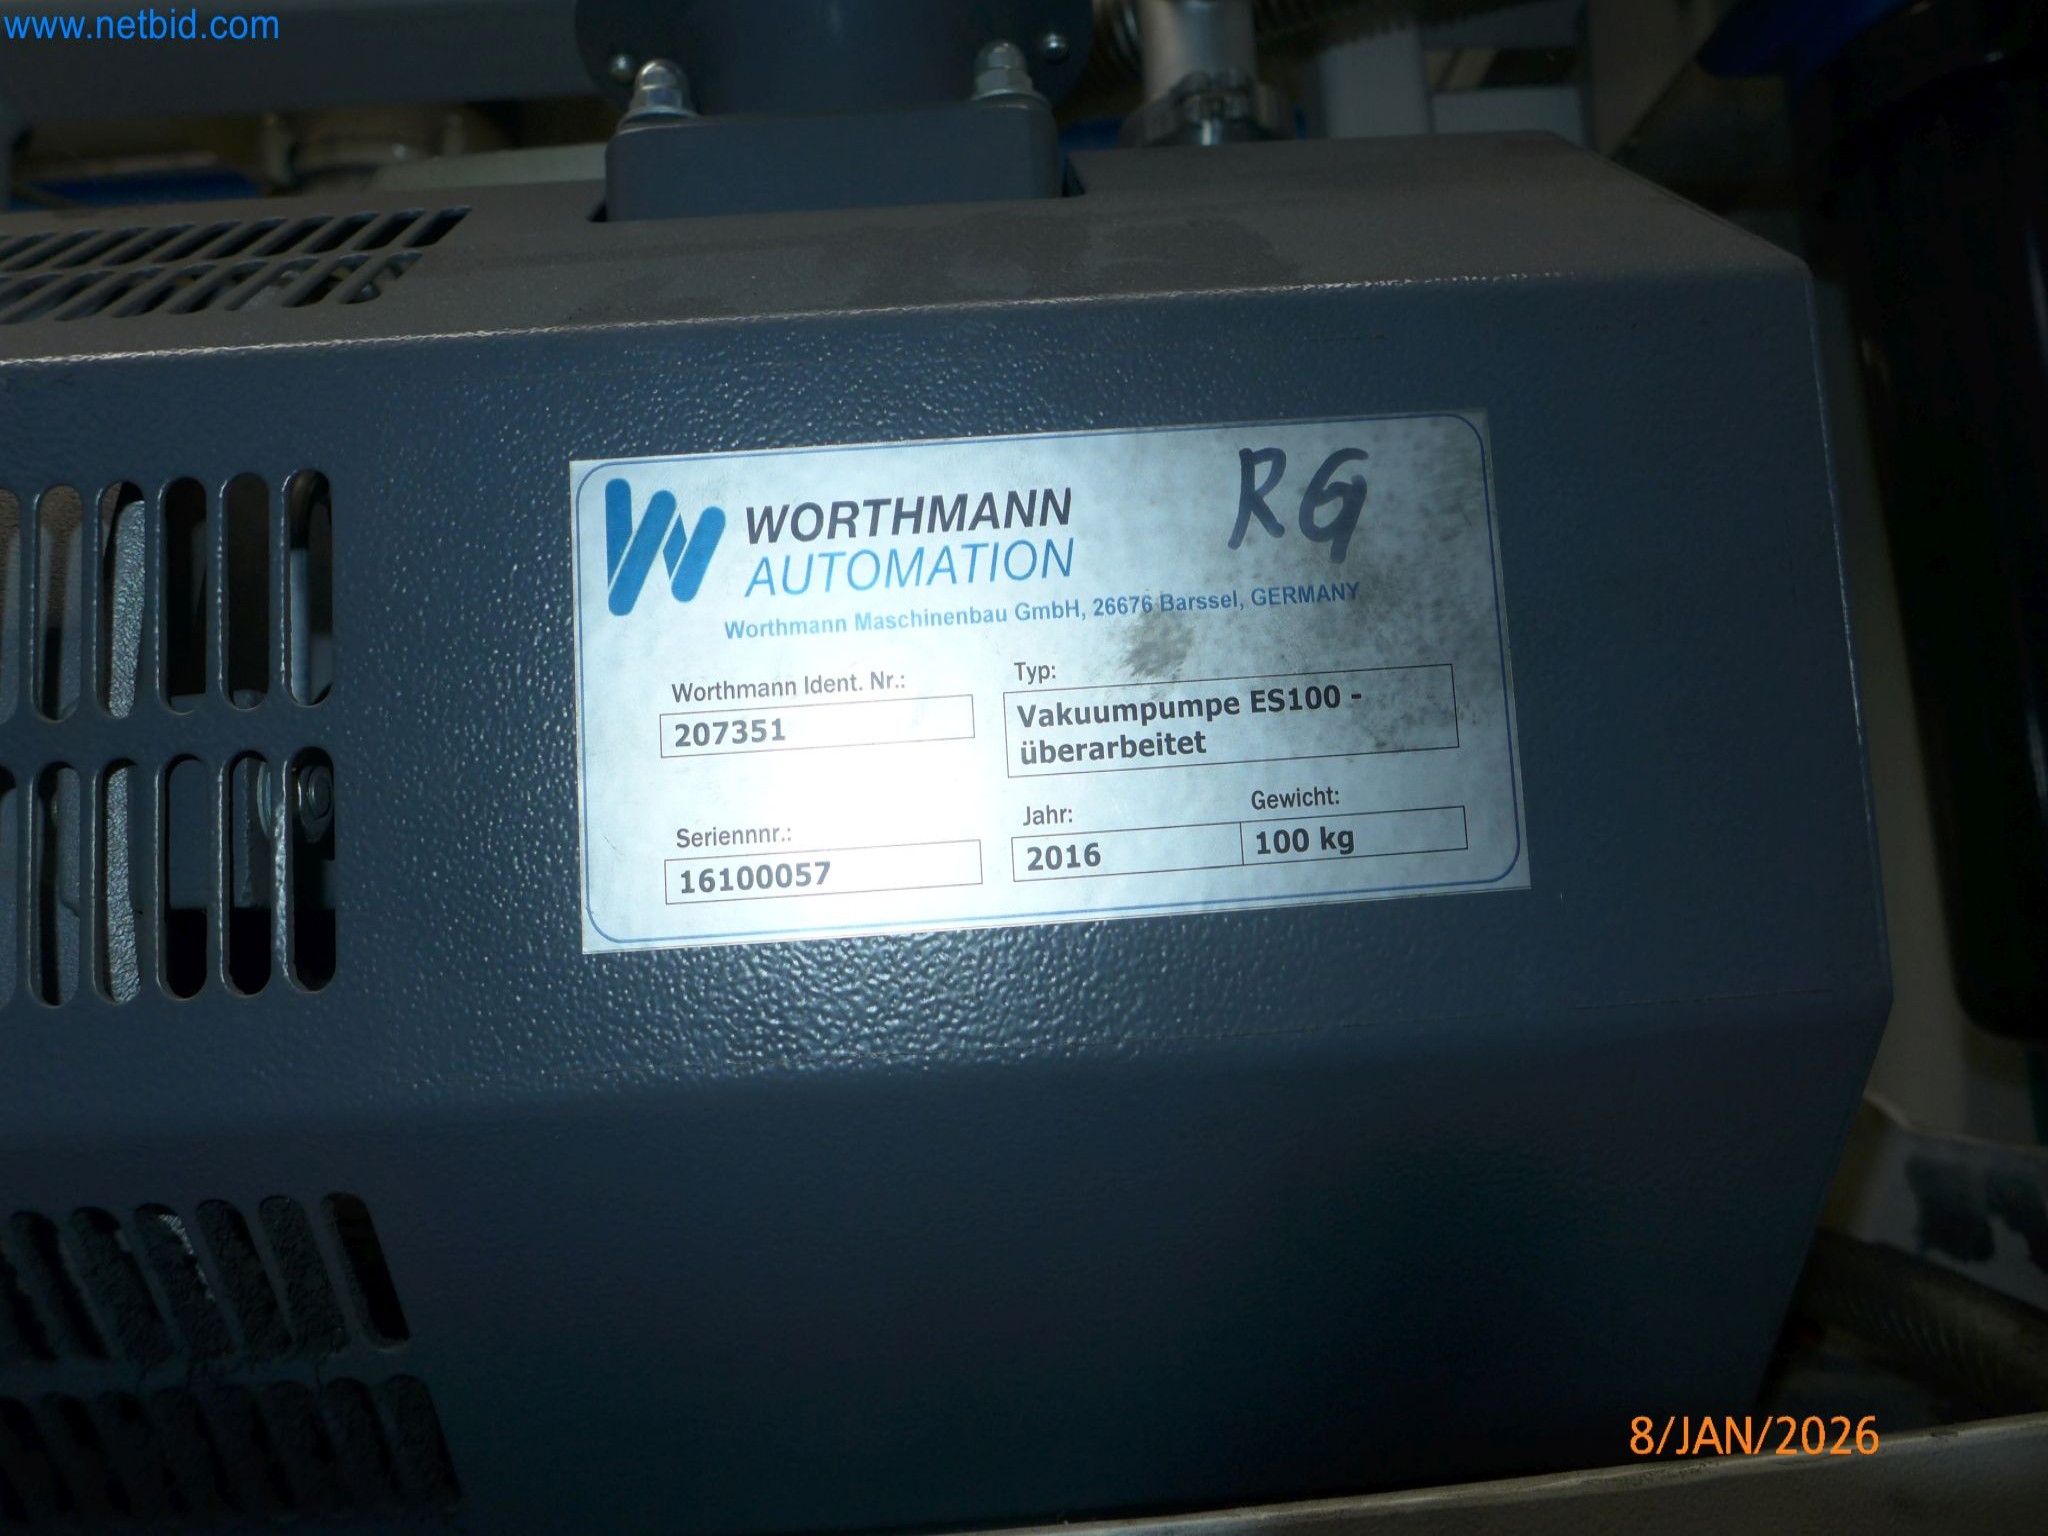 www.netbid.com
RG
WORTHMANN
AUTOMATION
Worthmann Maschinenbau GmbH, 26676 Barssel, GERMANY
Worthmann Ident. Nr.:
207351
Typ:
Vakuumpumpe ES100 -
überarbeitet
Seriennnr.:
16100057
Jahr:
2016
Gewicht:
100 kg
8/JAN/2026